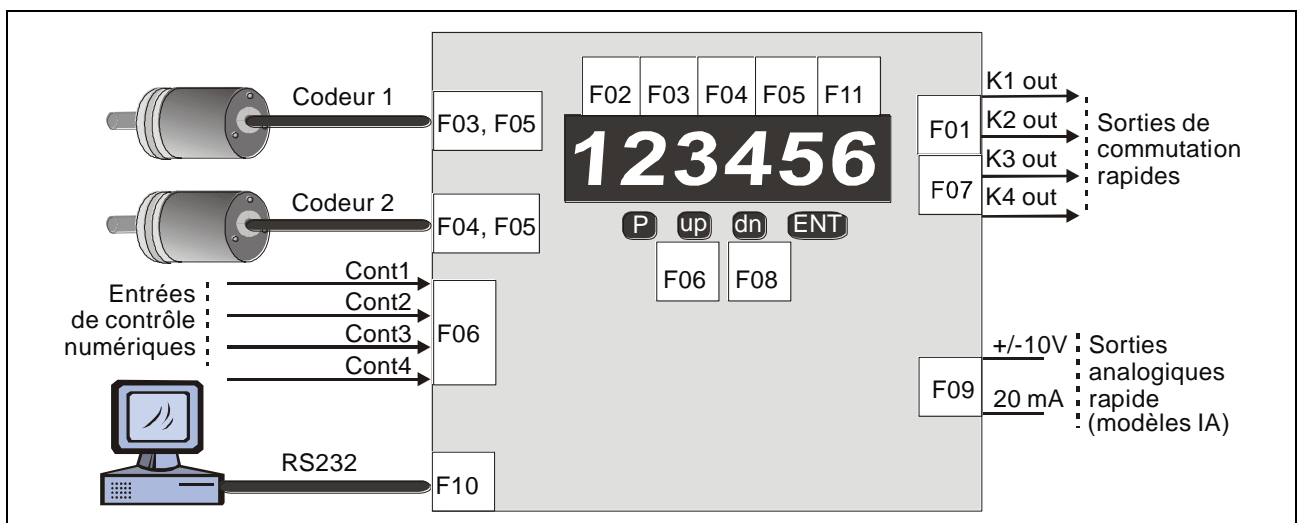 Codeur 1
F03, F05
Codeur 2
F04, F05
Cont1
Cont2
Cont3
Cont4
Entrées
de contrôle
numériques
F06
RS232
F10
F02 F03 F04 F05 F11
123456
P up dn ENT
F06 F08
F01
F07
K1 out
K2 out
K3 out
K4 out
Sorties de
commutation
rapides
F09
+/-10V
20 mA
Sorties
analogiques
rapide
(modèles IA)